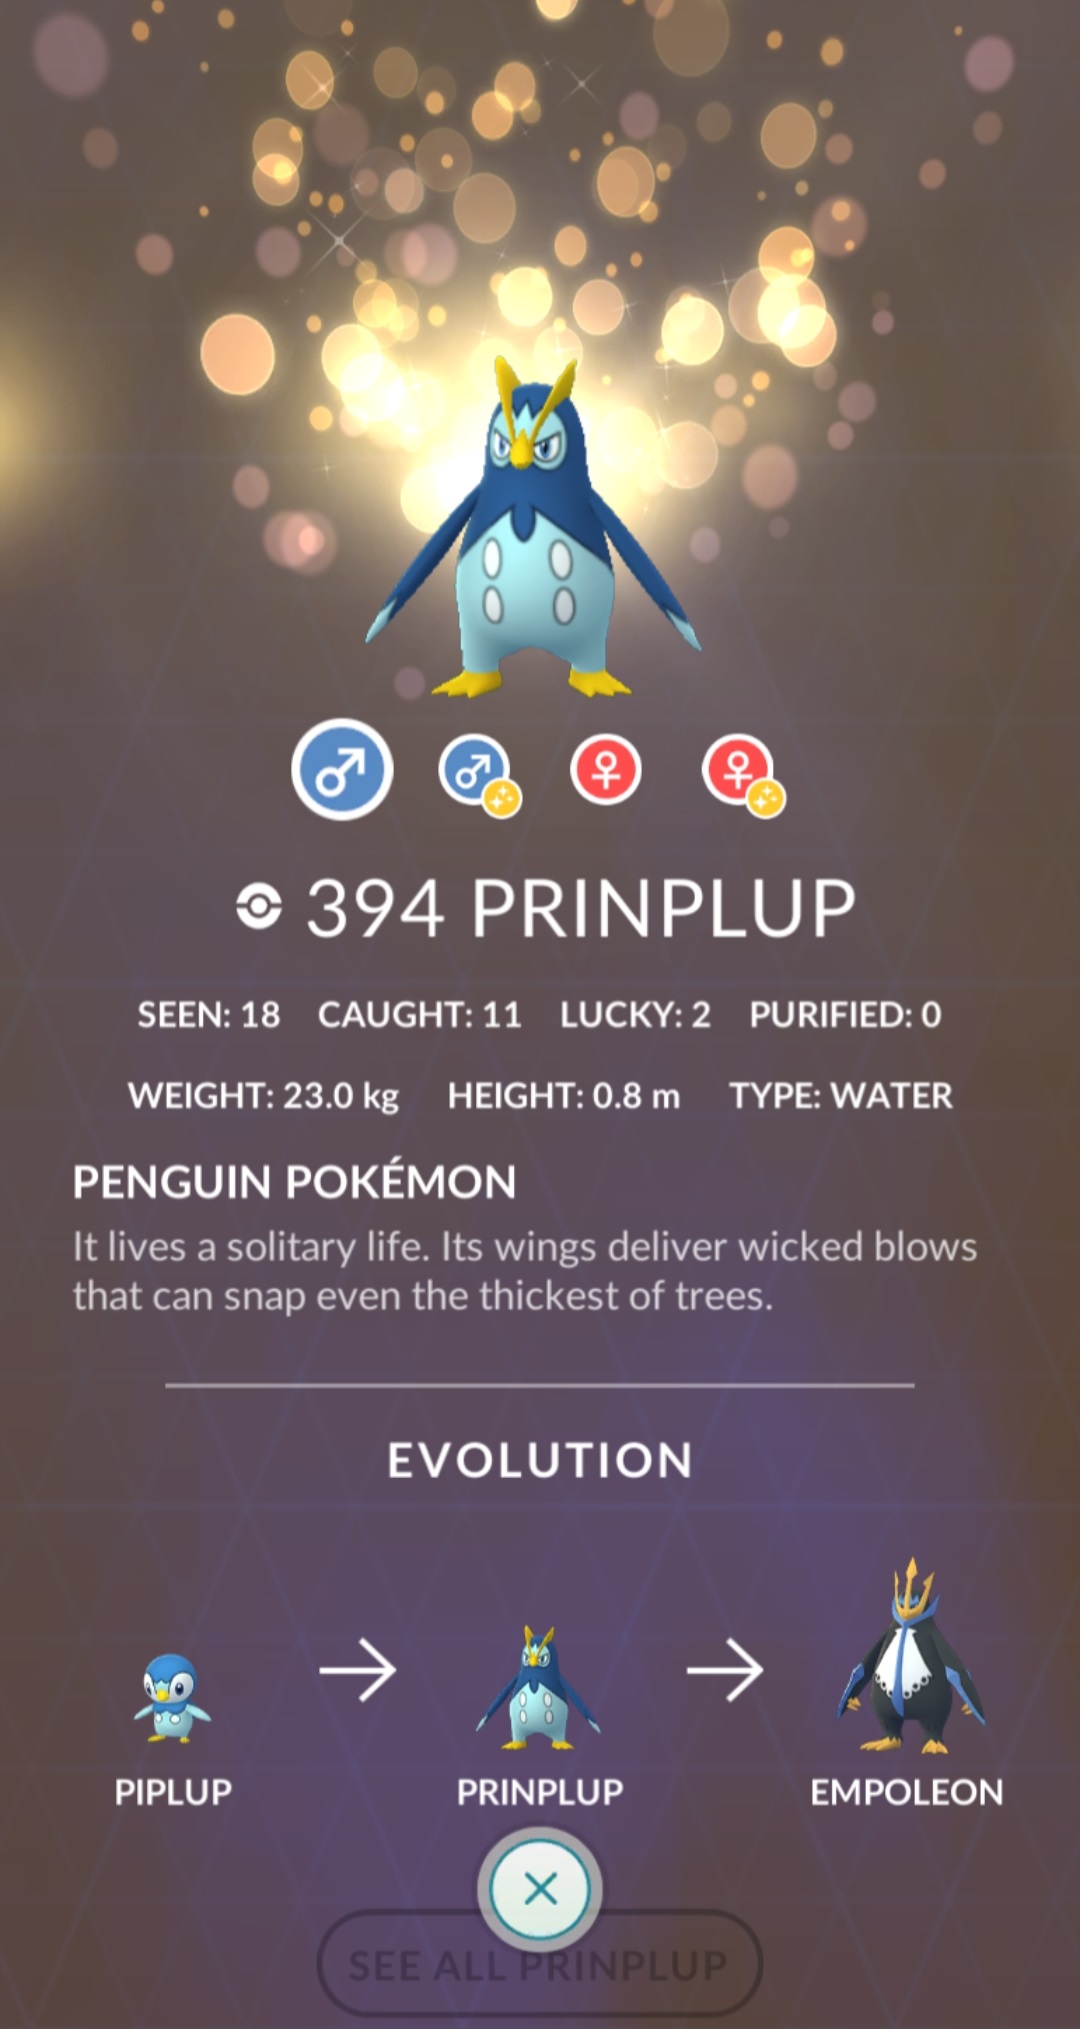 394 PRINPLUP
SEEN: 18 CAUGHT: 11 LUCKY: 2 PURIFIED: 0
WEIGHT: 23.0 kg HEIGHT: 0.8 m TYPE: WATER
PENGUIN POKÉMON
It lives a solitary life. Its wings deliver wicked blows
that can snap even the thickest of trees.
EVOLUTION
PIPLUP PRINPLUP EMPOLEON
SEE ALL PRINPLUP